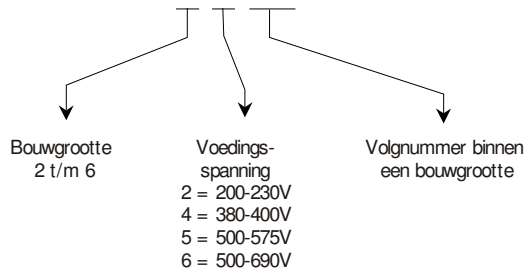 Bouwgrootte
2 t/m 6
Voedings-
spanning
2 = 200-230V
4 = 380-400V
5 = 500-575V
6 = 500-690V
Volgnummer binnen
een bouwgrootte